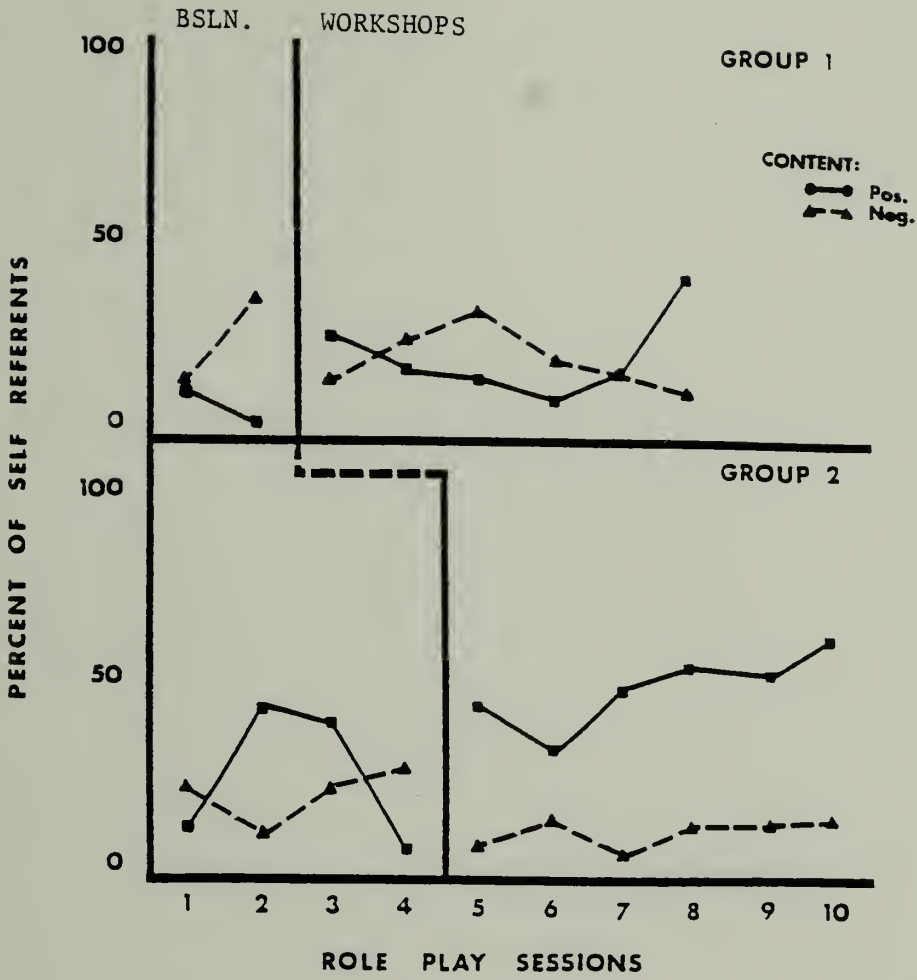 BSLN. WORKSHOPS
100
GROUP 1
CONTENT:
Pos.
Neg.
50
0
100
GROUP 2
50
0
PERCENT OF SELF REFERENTS
1 2 3 4 5 6 7 8 9 10
ROLE PLAY SESSIONS